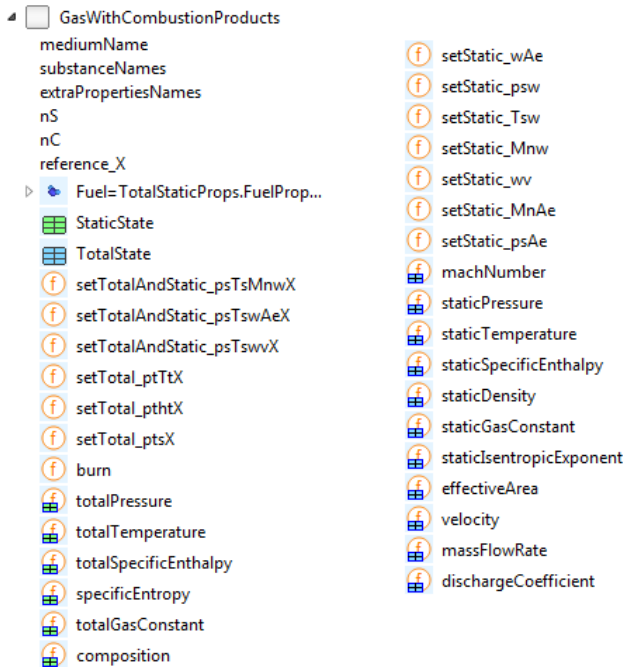 GasWithCombustionProducts
mediumName
substanceNames
extraPropertiesNames
nS
nC
reference_X
Fuel=TotalStaticProps.FuelProp...
StaticState
TotalState
setTotalAndStatic_psTsMnwX
setTotalAndStatic_psTswAeX
setTotalAndStatic_psTswvX
setTotal_ptTtX
setTotal_pthtX
setTotal_ptsX
burn
totalPressure
totalTemperature
totalSpecificEnthalpy
specificEntropy
totalGasConstant
composition
setStatic_wAe
setStatic_psw
setStatic_Tsw
setStatic_Mnw
setStatic_wv
setStatic_MnAe
setStatic_psAe
machNumber
staticPressure
staticTemperature
staticSpecificEnthalpy
staticDensity
staticGasConstant
staticIsentropicExponent
effectiveArea
velocity
massFlowRate
dischargeCoefficient